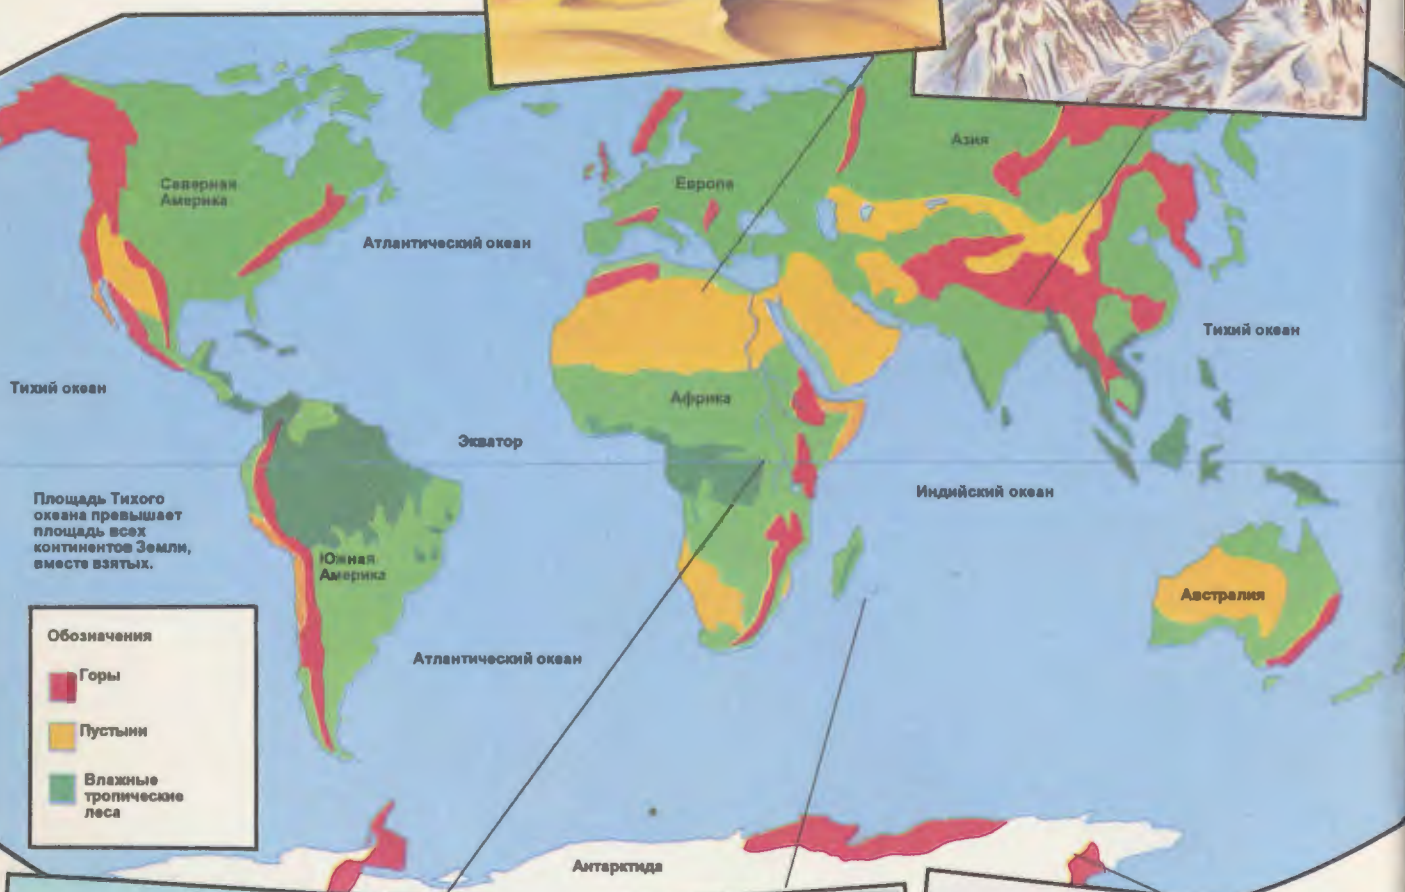 Северная
Америка
Азия
Европа
Атлантический океан
Тихий океан
Тихий океан
Африка
Экватор
Индийский океан
Площадь Тихого
океана превышает
площадь всех
континентов Земли,
вместе взятых.
Южная
Америка
Австралия
Атлантический океан
Обозначения
Горы
Пустыни
Влажные
тропические
леса
Антарктида